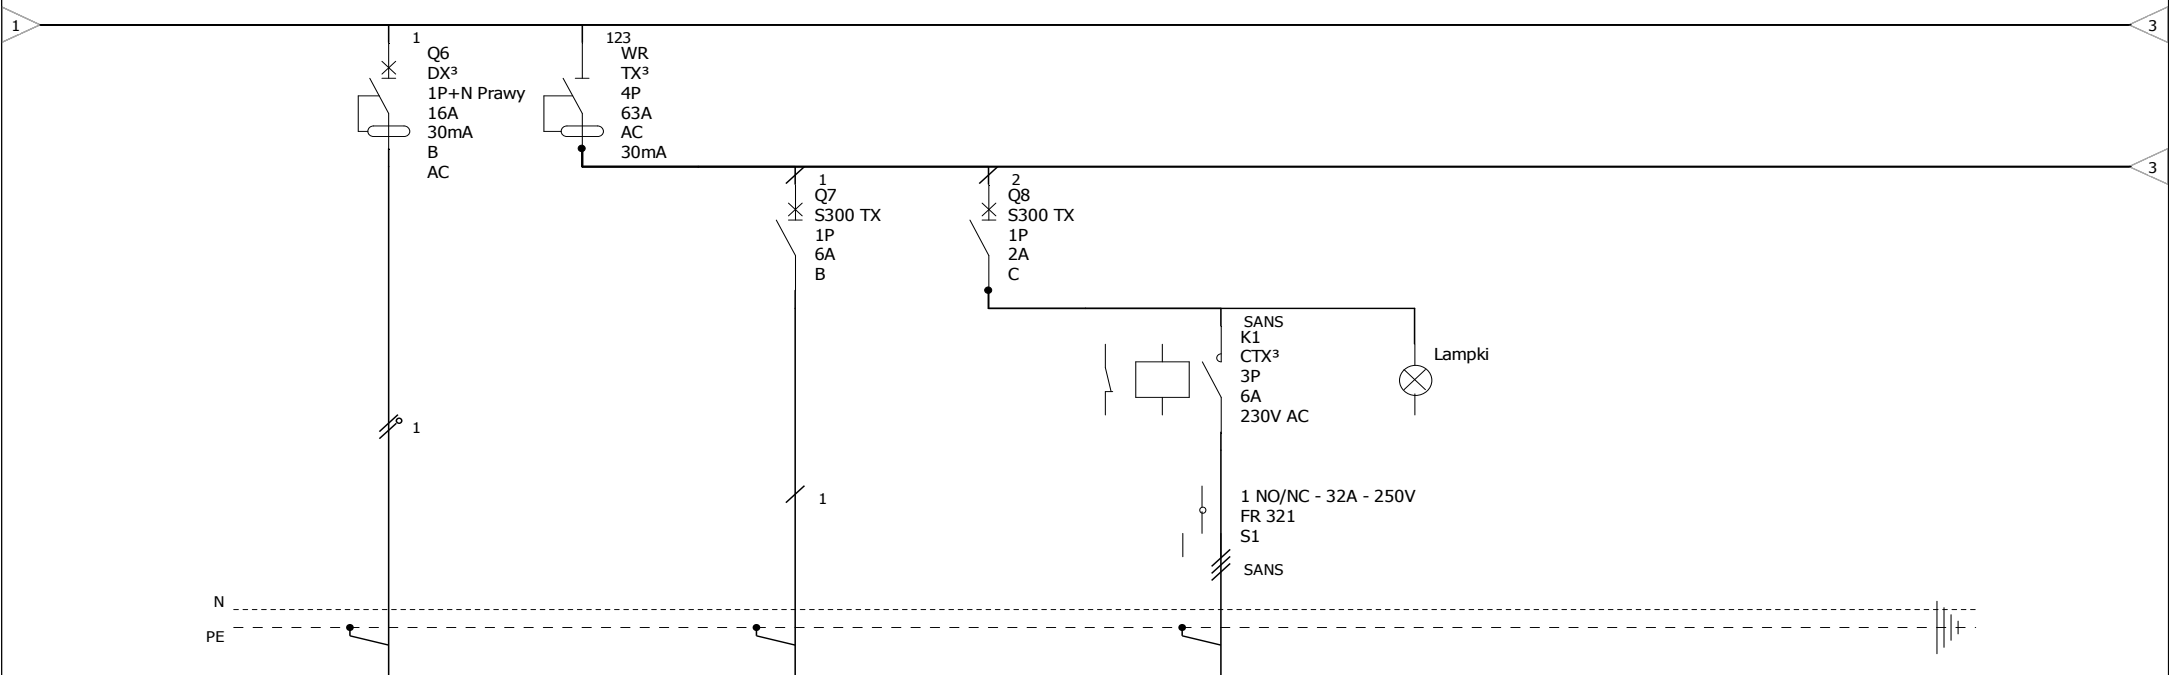 1
3
1
Q6
DX³
1P+N Prawy
16A
30mA
B
AC
123
WR
TX³
4P
63A
AC
30mA
3
1
Q7
S300 TX
1P
6A
B
2
Q8
S300 TX
1P
2A
C
SANS
K1
CTX³
3P
6A
230V AC
Lampki
1
1
1 NO/NC - 32A - 250V
FR 321
S1
SANS
N
PE